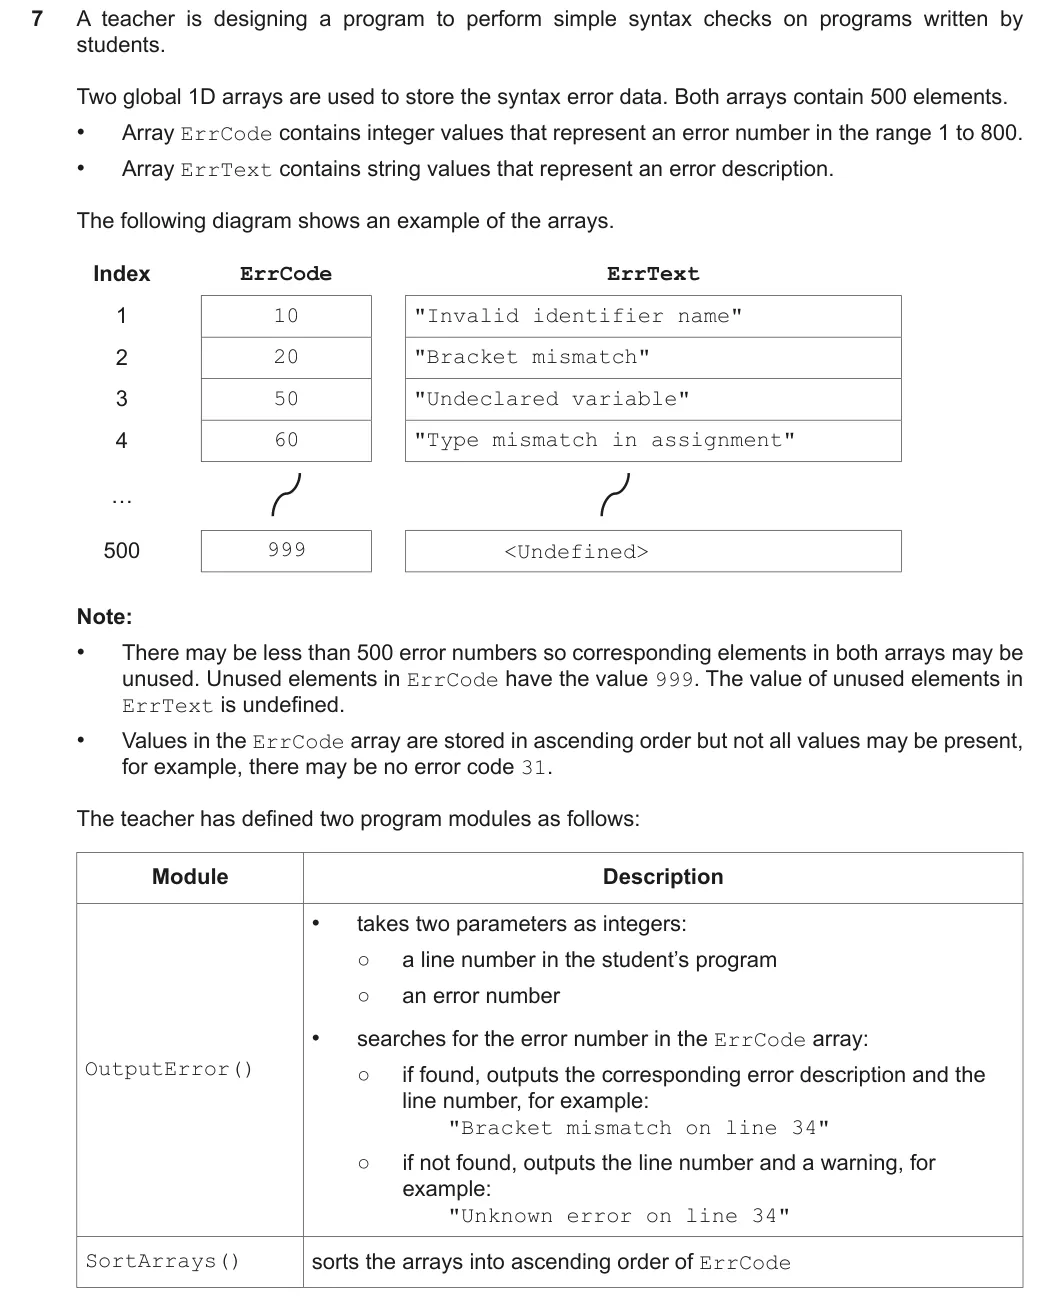 7 A teacher is designing a program to perform simple syntax checks on programs written by
students.
Two global 1D arrays are used to store the syntax error data. Both arrays contain 500 elements.
• Array ErrCode contains integer values that represent an error number in the range 1 to 800.
• Array ErrText contains string values that represent an error description.
The following diagram shows an example of the arrays.
Index ErrCode ErrText
1 10 "Invalid identifier name"
2 20 "Bracket mismatch"
3 50 "Undeclared variable"
4 60 "Type mismatch in assignment"
...
500 999 <Undefined>
Note:
• There may be less than 500 error numbers so corresponding elements in both arrays may be
unused. Unused elements in ErrCode have the value 999. The value of unused elements in
ErrText is undefined.
• Values in the ErrCode array are stored in ascending order but not all values may be present,
for example, there may be no error code 31.
The teacher has defined two program modules as follows:
Module Description
OutputError()
• takes two parameters as integers:
○ a line number in the student’s program
○ an error number
• searches for the error number in the ErrCode array:
○ if found, outputs the corresponding error description and the
line number, for example:
"Bracket mismatch on line 34"
○ if not found, outputs the line number and a warning, for
example:
"Unknown error on line 34"
SortArrays() sorts the arrays into ascending order of ErrCode